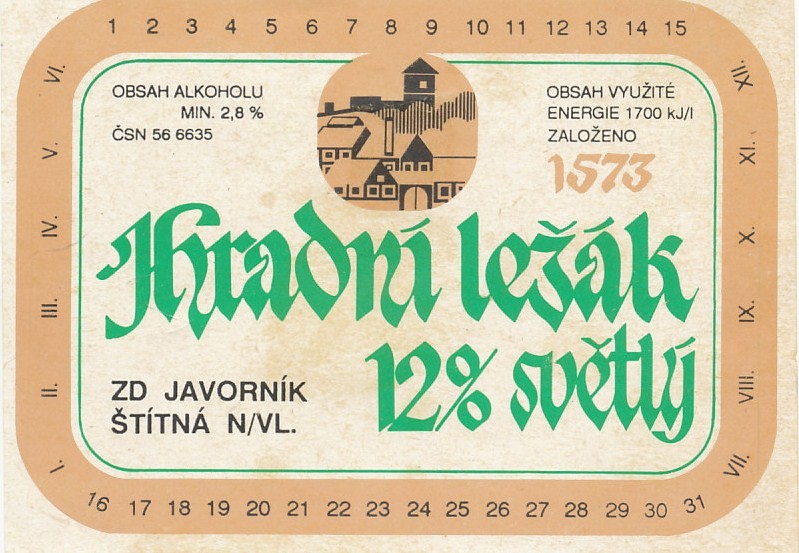 1 2 3 4 5 6 7 8 9 10 11 12 13 14 15
VI.
V.
IV.
III.
II.
I.
OBSAH ALKOHOLU
MIN. 2,8 %
ČSN 56 6635
OBSAH VYUŽITÉ
ENERGIE 1700 kJ/l
ZALOŽENO
1573
Hradní ležák
12% světlý
ZD JAVORNÍK
ŠTÍTNÁ N/VL.
XII.
XI.
X.
IX.
VIII.
VII.
16 17 18 19 20 21 22 23 24 25 26 27 28 29 30 31